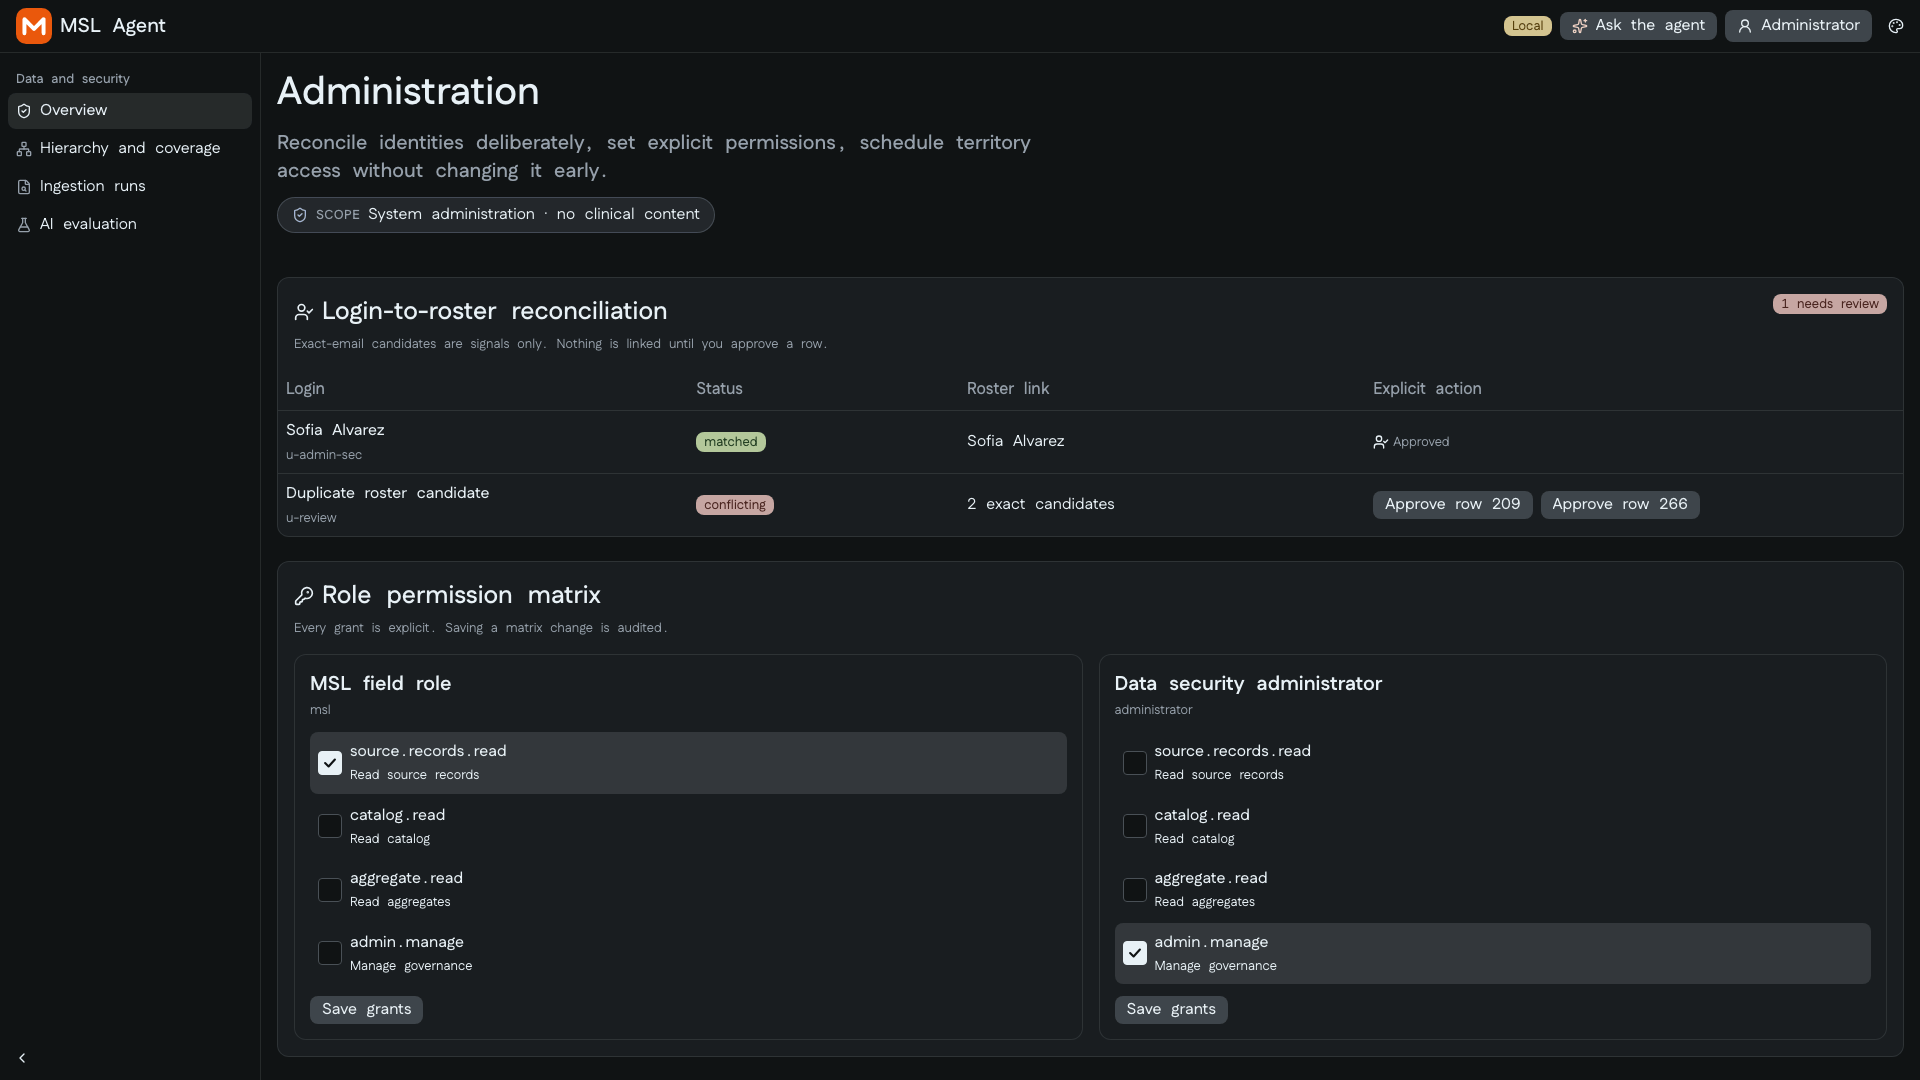 MSL Agent
Local
Ask the agent
Administrator
Data and security
Overview
Hierarchy and coverage
Ingestion runs
AI evaluation
Administration
Reconcile identities deliberately, set explicit permissions, schedule territory
access without changing it early.
SCOPE System administration · no clinical content
Login-to-roster reconciliation
1 needs review
Exact-email candidates are signals only. Nothing is linked until you approve a row.
Login Status Roster link Explicit action
Sofia Alvarez
u-admin-sec
matched
Sofia Alvarez
Approved
Duplicate roster candidate
u-review
conflicting
2 exact candidates
Approve row 209
Approve row 266
Role permission matrix
Every grant is explicit. Saving a matrix change is audited.
MSL field role
msl
source.records.read
Read source records
catalog.read
Read catalog
aggregate.read
Read aggregates
admin.manage
Manage governance
Save grants
Data security administrator
administrator
source.records.read
Read source records
catalog.read
Read catalog
aggregate.read
Read aggregates
admin.manage
Manage governance
Save grants